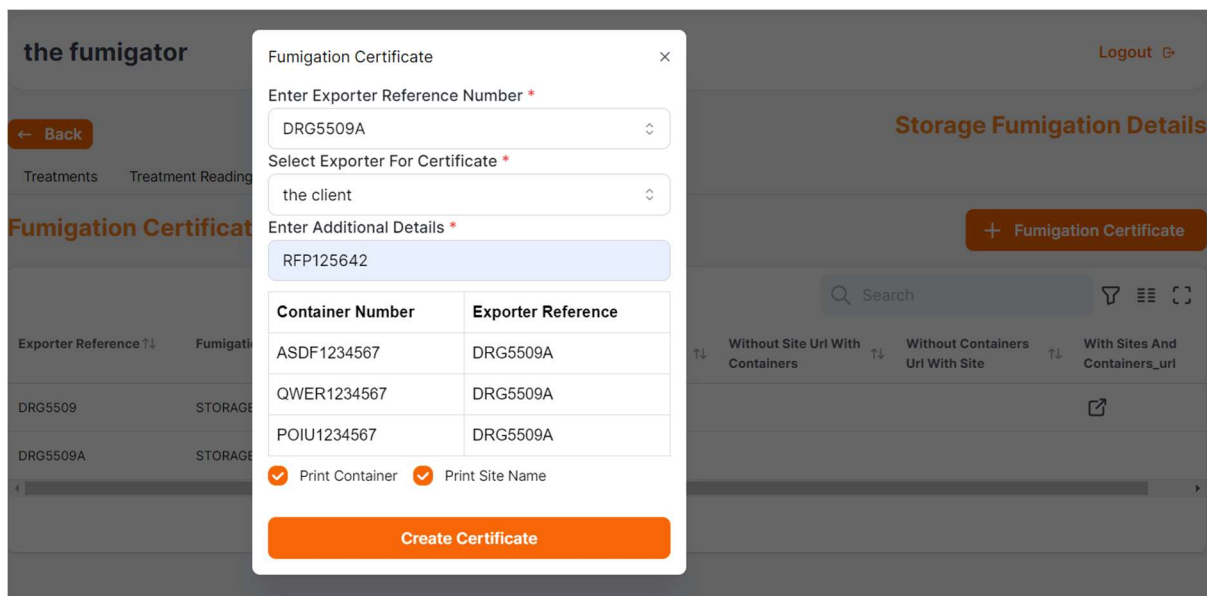 the fumigator
Logout
← Back
Storage Fumigation Details
Treatments Treatment Reading
Fumigation Certificat
+ Fumigation Certificate
Search
Exporter Reference ↑↓ Fumigati ↑↓ Without Site Url With Containers ↑↓ Without Containers Url With Site ↑↓ With Sites And Containers_url
DRG5509 STORAGE
DRG5509A STORAGE
Fumigation Certificate ×
Enter Exporter Reference Number *
DRG5509A
Select Exporter For Certificate *
the client
Enter Additional Details *
RFP125642
Container Number Exporter Reference
ASDF1234567 DRG5509A
QWER1234567 DRG5509A
POIU1234567 DRG5509A
Print Container Print Site Name
Create Certificate